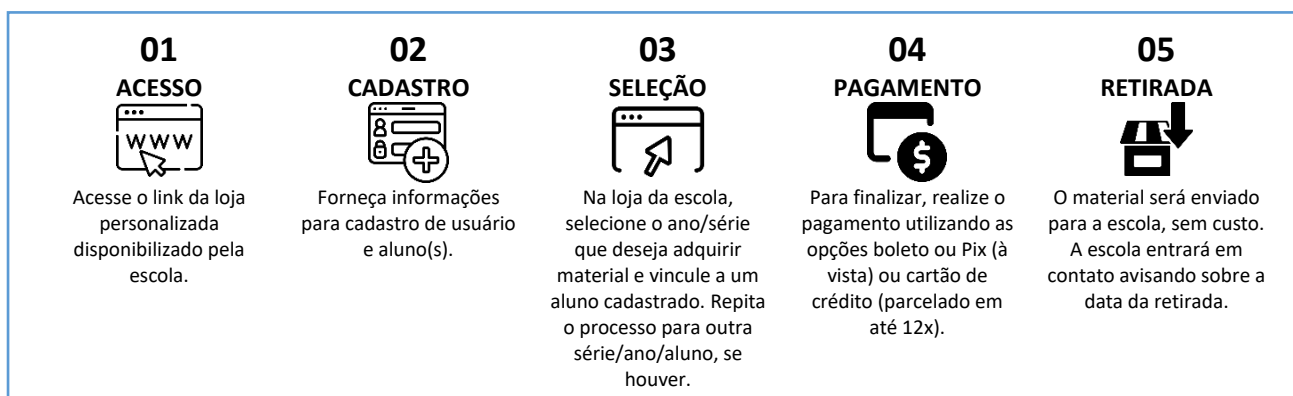 01
ACESSO
WWW
Acesse o link da loja
personalizada
disponibilizado pela
escola.
02
CADASTRO
Forneça informações
para cadastro de usuário
e aluno(s).
03
SELEÇÃO
Na loja da escola,
selecione o ano/série
que deseja adquirir
material e vincule a um
aluno cadastrado. Repita
o processo para outra
série/ano/aluno, se
houver.
04
PAGAMENTO
$
Para finalizar, realize o
pagamento utilizando as
opções boleto ou Pix (à
vista) ou cartão de
crédito (parcelado em
até 12x).
05
RETIRADA
O material será enviado
para a escola, sem custo.
A escola entrará em
contato avisando sobre a
data da retirada.